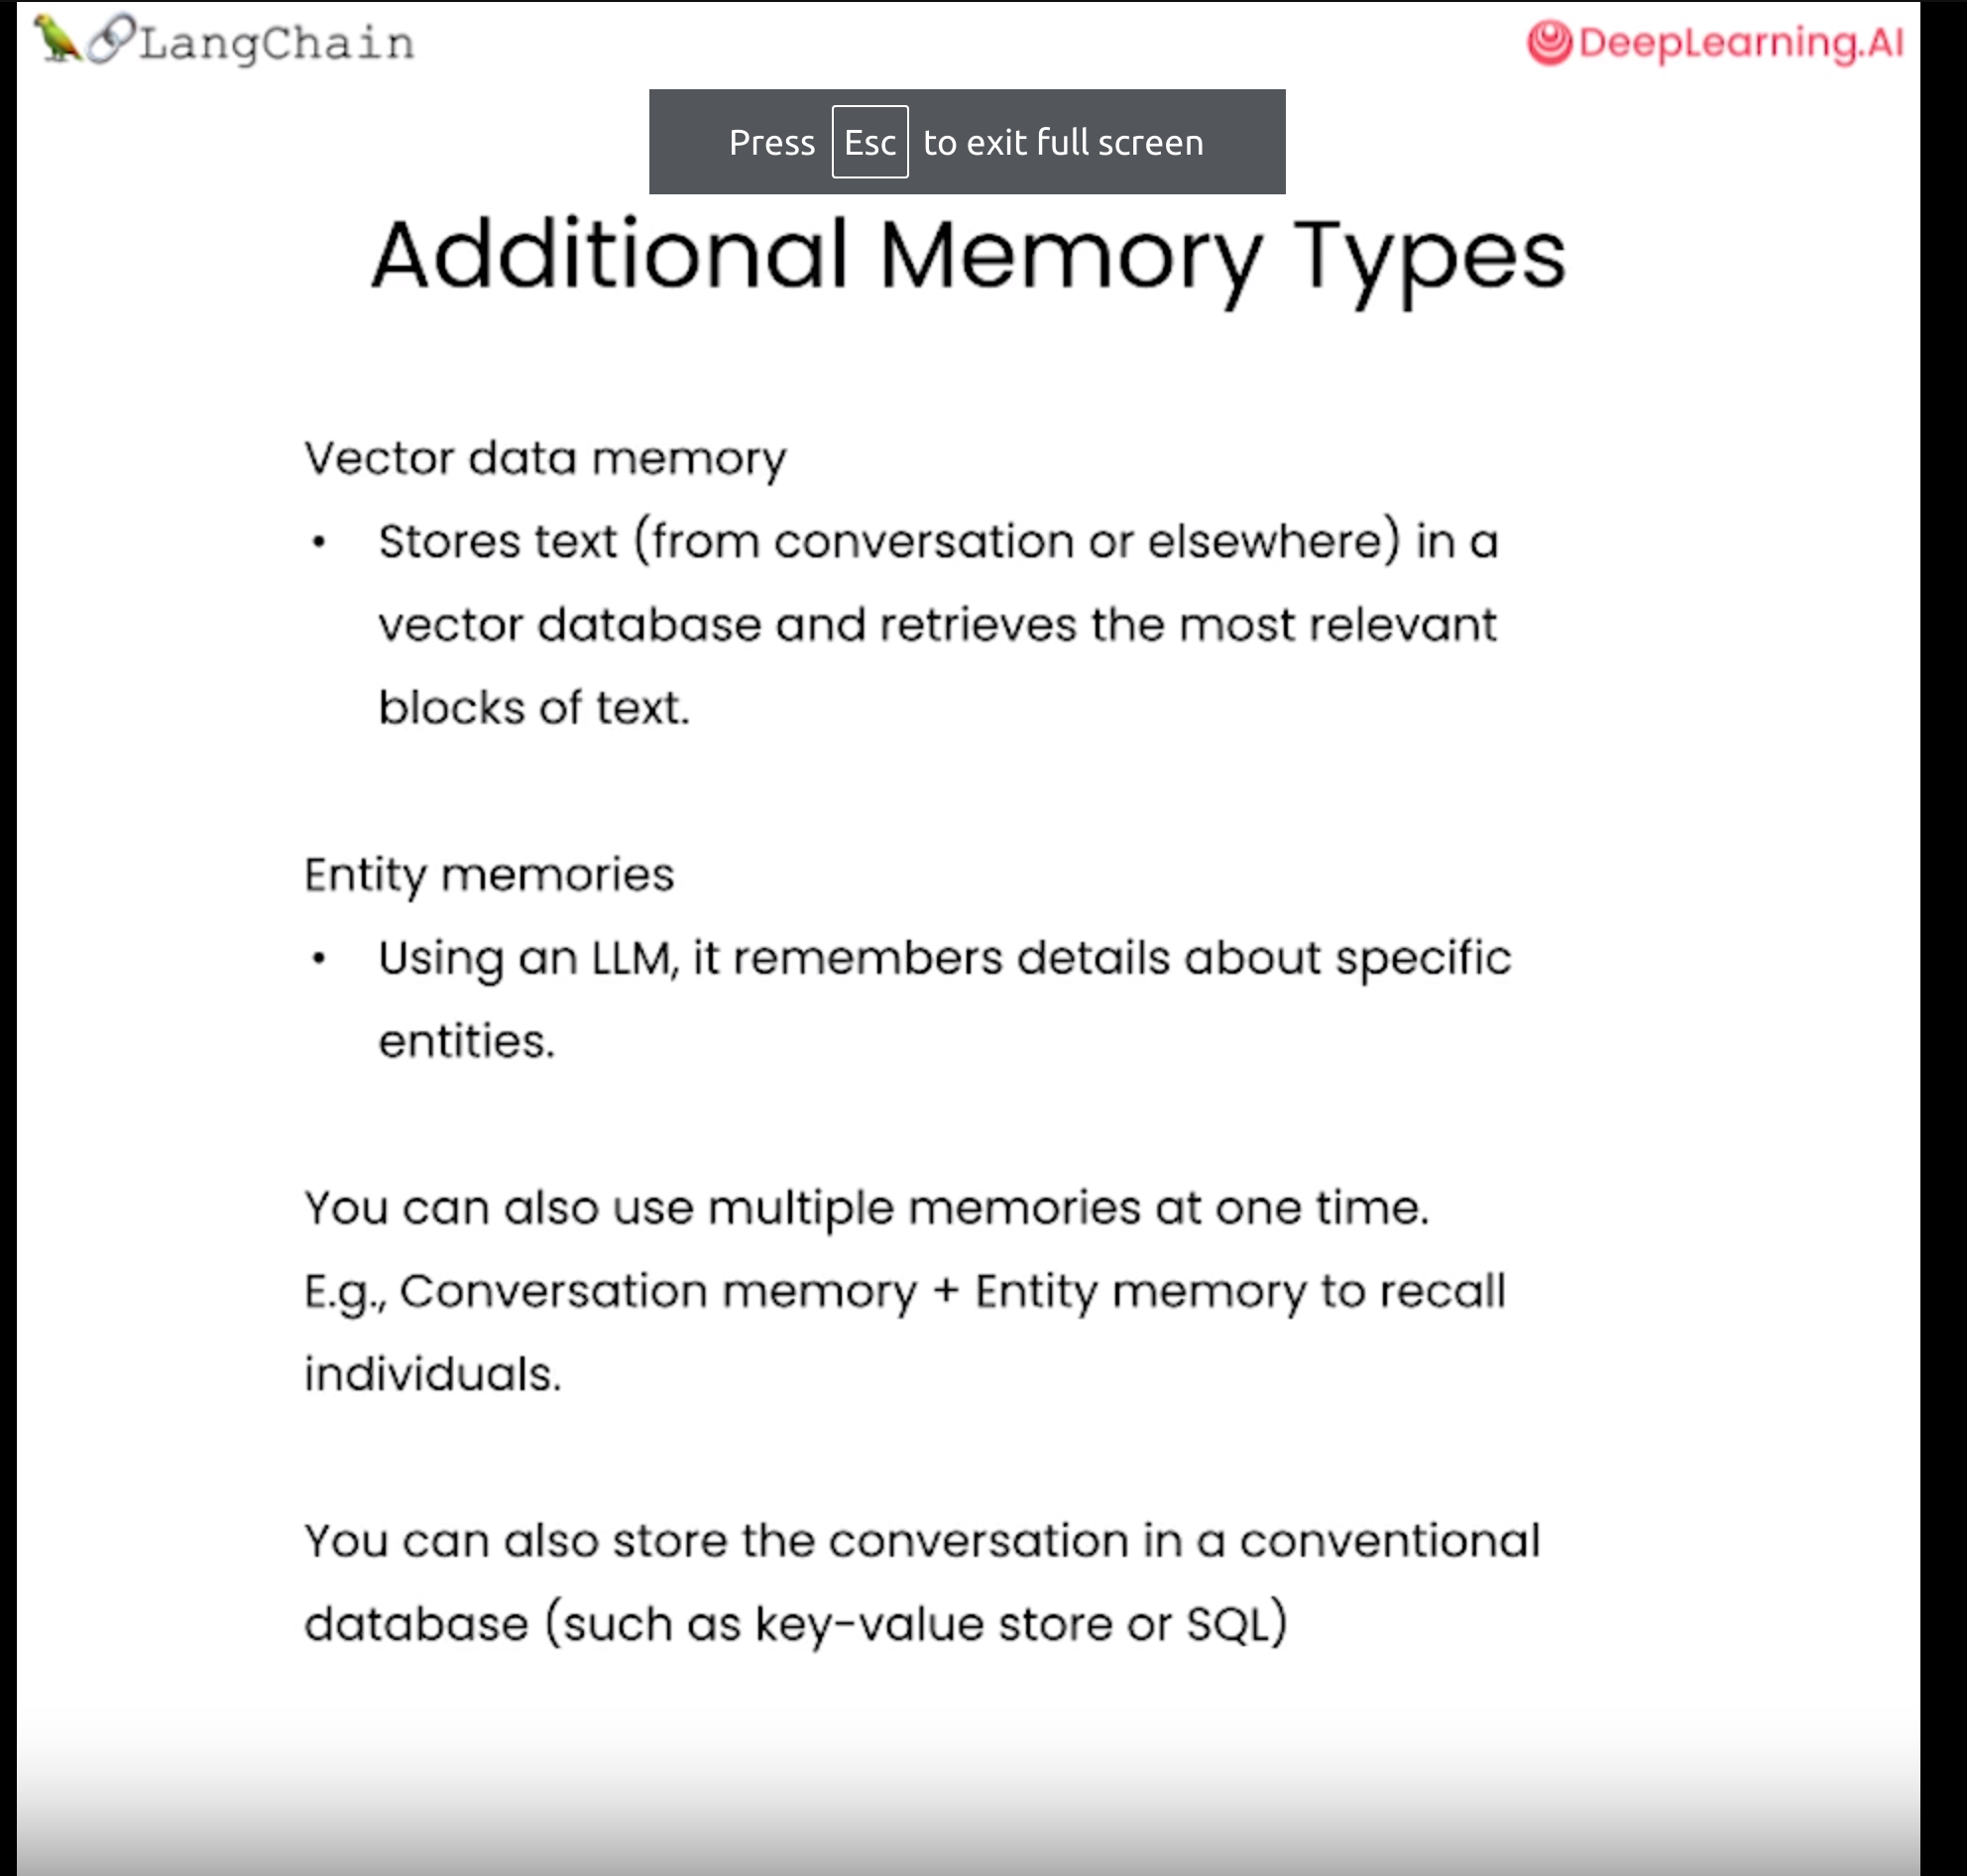 LangChain
DeepLearning.AI
Press Esc to exit full screen
Additional Memory Types
Vector data memory
• Stores text (from conversation or elsewhere) in a
vector database and retrieves the most relevant
blocks of text.
Entity memories
• Using an LLM, it remembers details about specific
entities.
You can also use multiple memories at one time.
E.g., Conversation memory + Entity memory to recall
individuals.
You can also store the conversation in a conventional
database (such as key-value store or SQL)